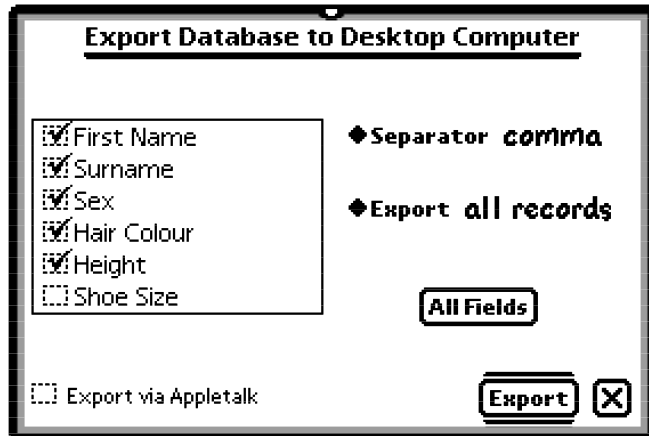 Export Database to Desktop Computer
First Name
Surname
Sex
Hair Colour
Height
Shoe Size
Separator comma
Export all records
All Fields
Export via Appletalk
Export